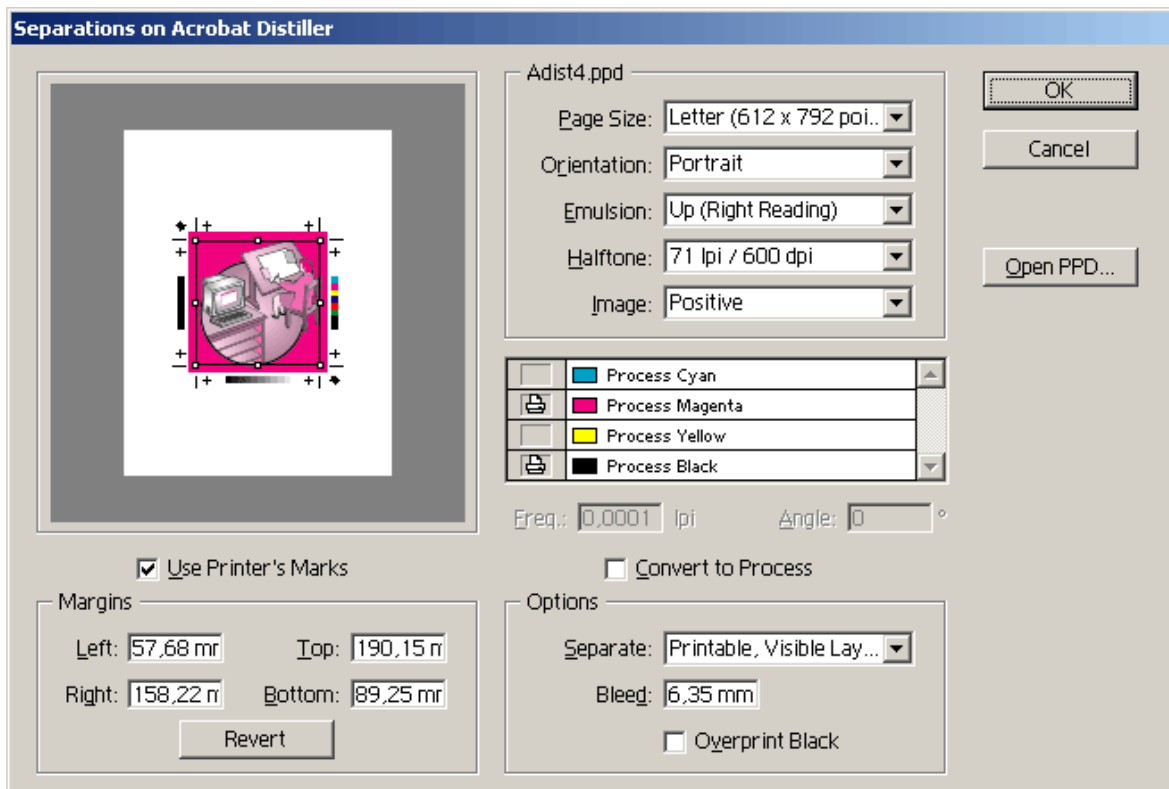 Separations on Acrobat Distiller
Adist4.ppd
Page Size: Letter (612 x 792 poi..
Orientation: Portrait
Emulsion: Up (Right Reading)
Halftone: 71 lpi / 600 dpi
Image: Positive
OK
Cancel
Open PPD...
Process Cyan
Process Magenta
Process Yellow
Process Black
Freq.: 0,0001 lpi Angle: 0 °
Use Printer's Marks
Convert to Process
Margins
Left: 57,68 mr Top: 190,15 m
Right: 158,22 m Bottom: 89,25 mr
Revert
Options
Separate: Printable, Visible Lay...
Bleed: 6,35 mm
Overprint Black